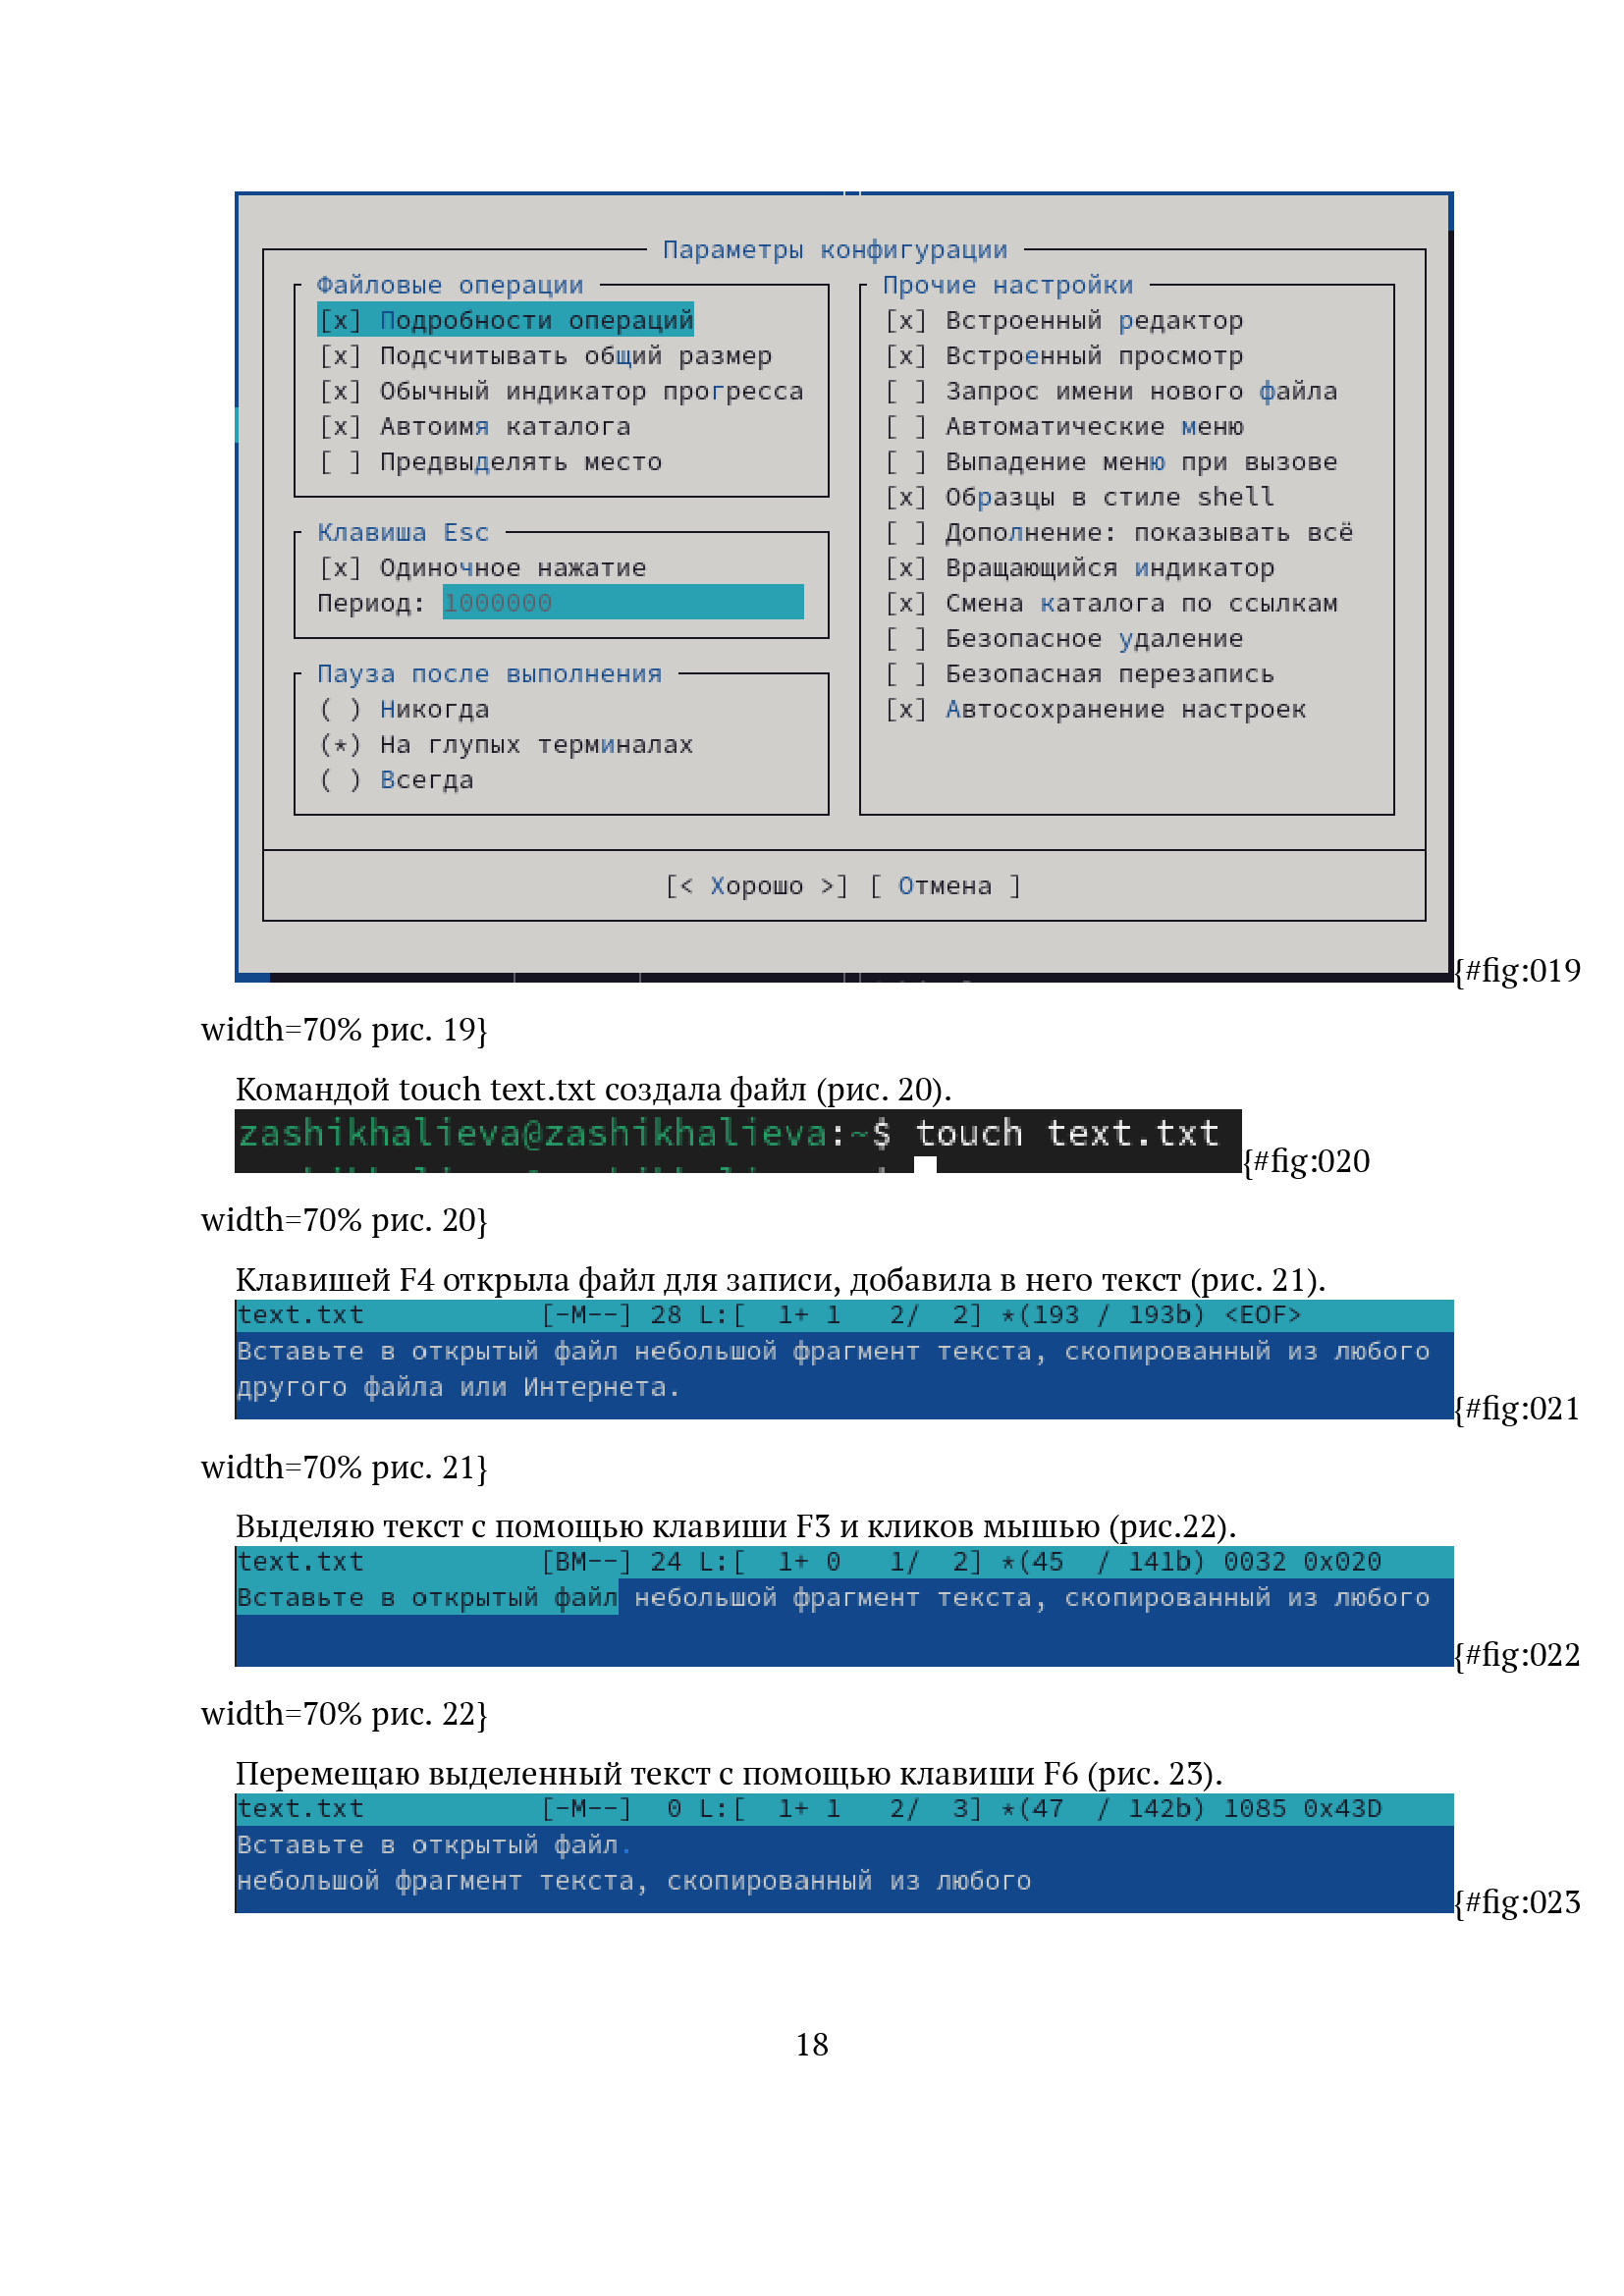 Параметры конфигурации
Файловые операции
[x] Подробности операций
[x] Подсчитывать общий размер
[x] Обычный индикатор прогресса
[x] Автоимя каталога
[ ] Предвыделять место
Клавиша Esc
[x] Одиночное нажатие
Период: 1000000
Пауза после выполнения
( ) Никогда
(*) На глупых терминалах
( ) Всегда
Прочие настройки
[x] Встроенный редактор
[x] Встроенный просмотр
[ ] Запрос имени нового файла
[ ] Автоматические меню
[ ] Выпадение меню при вызове
[x] Образцы в стиле shell
[ ] Дополнение: показывать всё
[x] Вращающийся индикатор
[x] Смена каталога по ссылкам
[ ] Безопасное удаление
[ ] Безопасная перезапись
[x] Автосохранение настроек
[< Хорошо >] [ Отмена ]
{#fig:019
width=70% рис. 19}
Командой touch text.txt создала файл (рис. 20).
zashikhalieva@zashikhalieva:~$ touch text.txt
{#fig:020
width=70% рис. 20}
Клавишей F4 открыла файл для записи, добавила в него текст (рис. 21).
text.txt [-M--] 28 L:[ 1+ 1 2/ 2] *(193 / 193b) <EOF>
Вставьте в открытый файл небольшой фрагмент текста, скопированный из любого
другого файла или Интернета.
{#fig:021
width=70% рис. 21}
Выделяю текст с помощью клавиши F3 и кликов мышью (рис.22).
text.txt [BM--] 24 L:[ 1+ 0 1/ 2] *(45 / 141b) 0032 0x020
Вставьте в открытый файл небольшой фрагмент текста, скопированный из любого
{#fig:022
width=70% рис. 22}
Перемещаю выделенный текст с помощью клавиши F6 (рис. 23).
text.txt [-M--] 0 L:[ 1+ 1 2/ 3] *(47 / 142b) 1085 0x43D
Вставьте в открытый файл.
небольшой фрагмент текста, скопированный из любого
{#fig:023
18